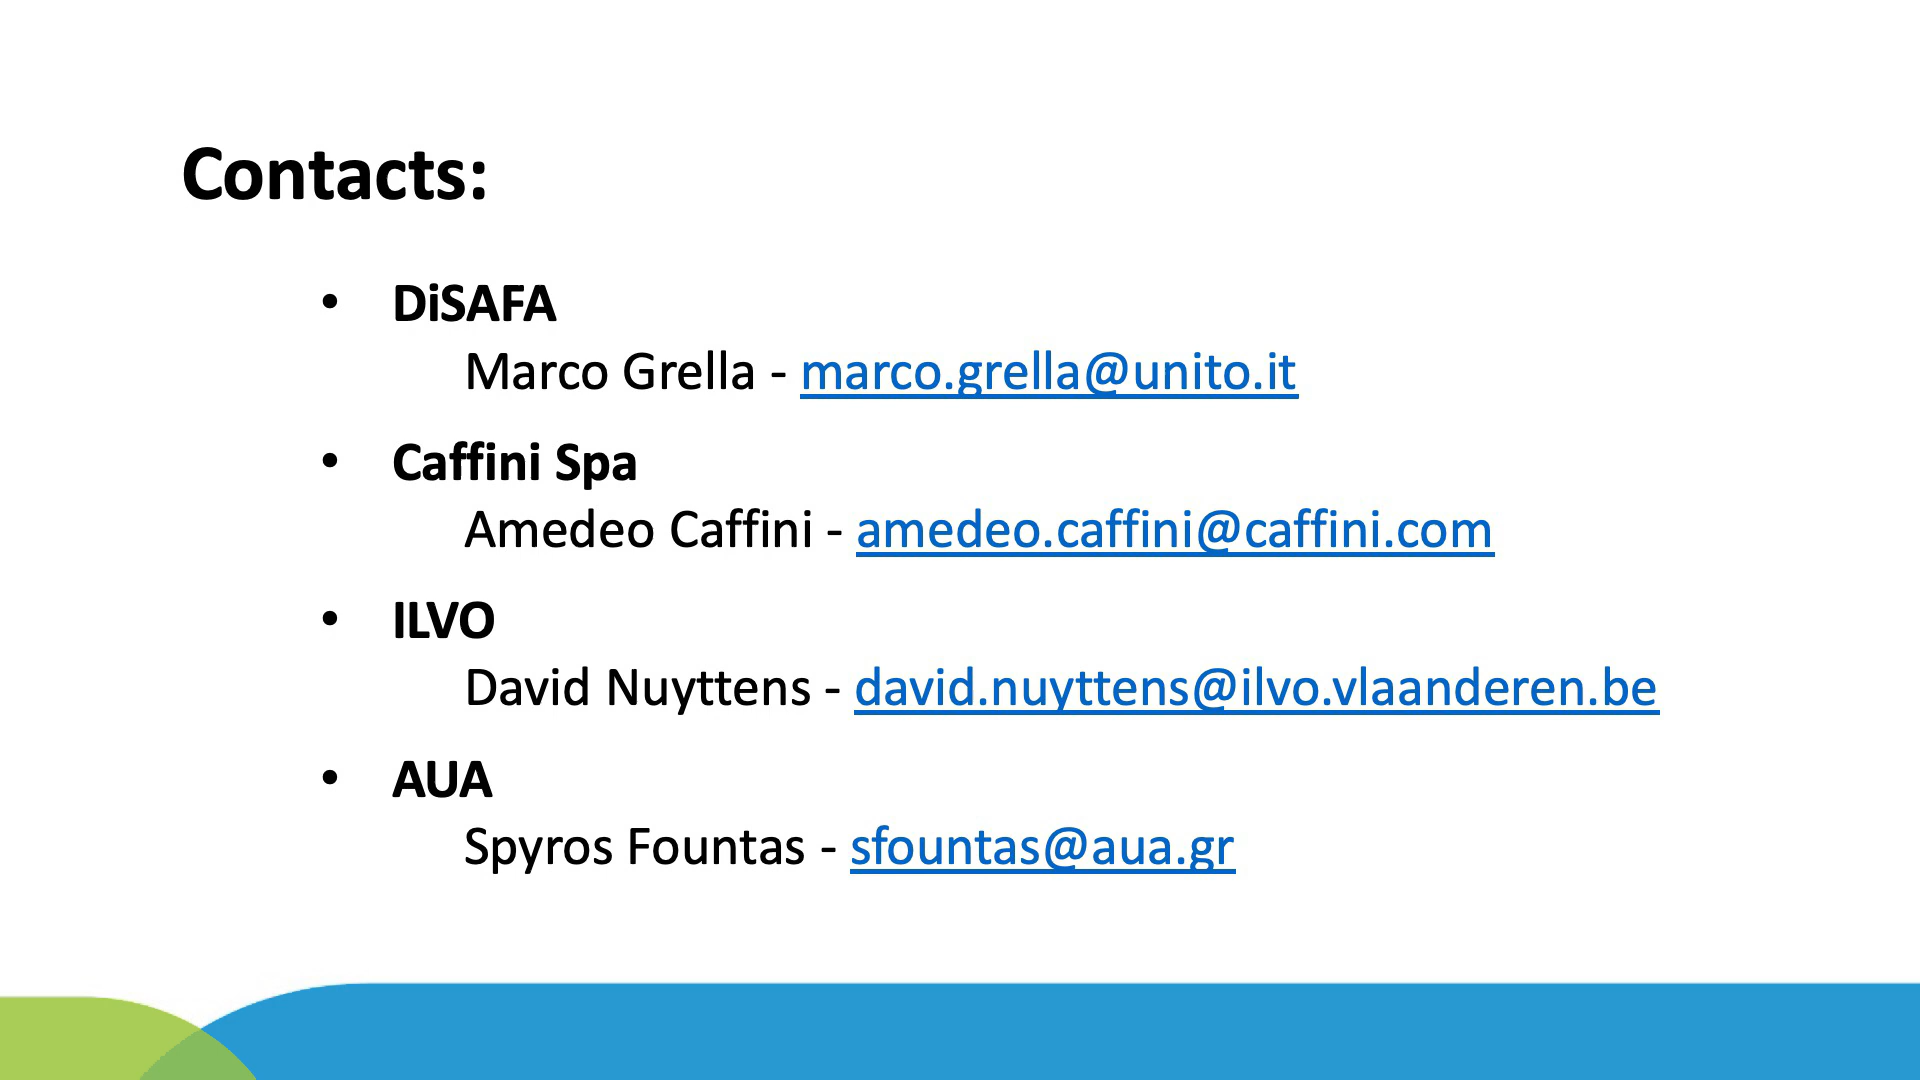 Contacts:
• DiSAFA
Marco Grella - marco.grella@unito.it
• Caffini Spa
Amedeo Caffini - amedeo.caffini@caffini.com
• ILVO
David Nuyttens - david.nuyttens@ilvo.vlaanderen.be
• AUA
Spyros Fountas - sfountas@aua.gr